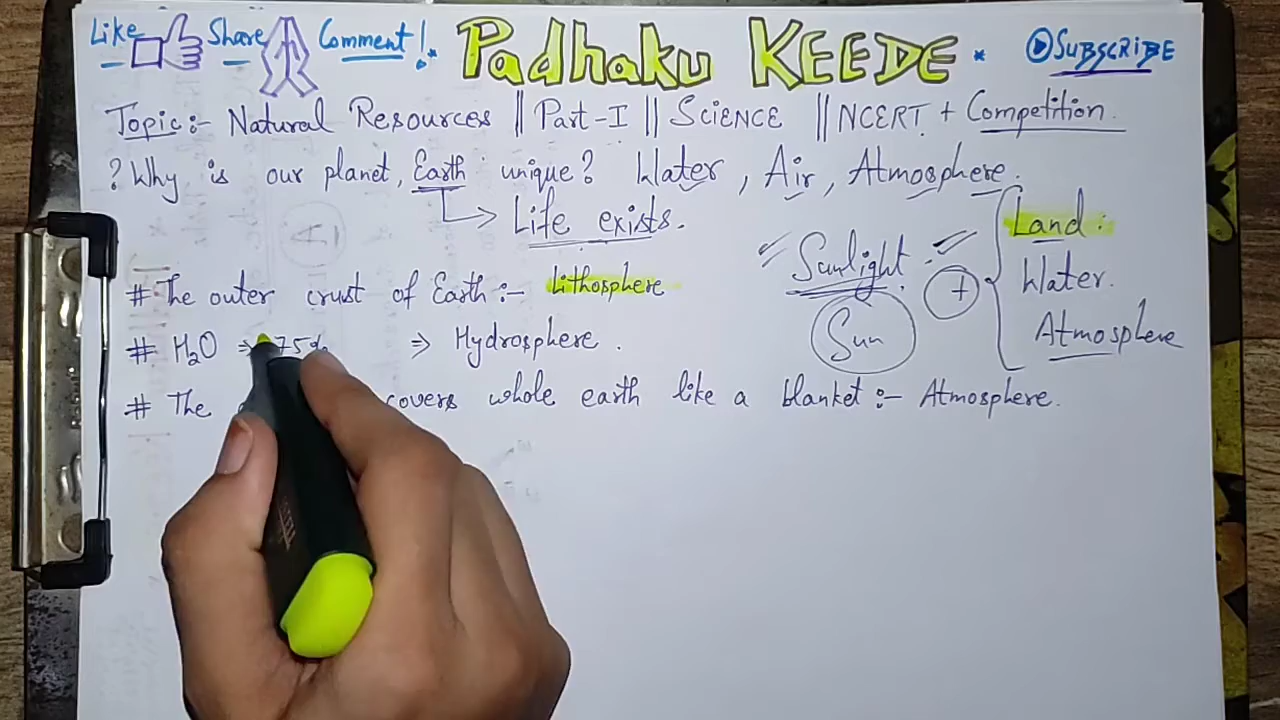 Like Share Comment! Padhaku KEEDE SUBSCRIBE
Topic:- Natural Resources || Part-I || SCIENCE || NCERT + Competition.
? Why is our planet, Earth unique? Water, Air, Atmosphere.
Life exists.
Sunlight.
Sun
+
Land:
Water.
Atmosphere
# The outer crust of Earth :- Lithosphere
# H2O ⇒ 75% ⇒ Hydrosphere.
# The covers whole earth like a blanket :- Atmosphere.